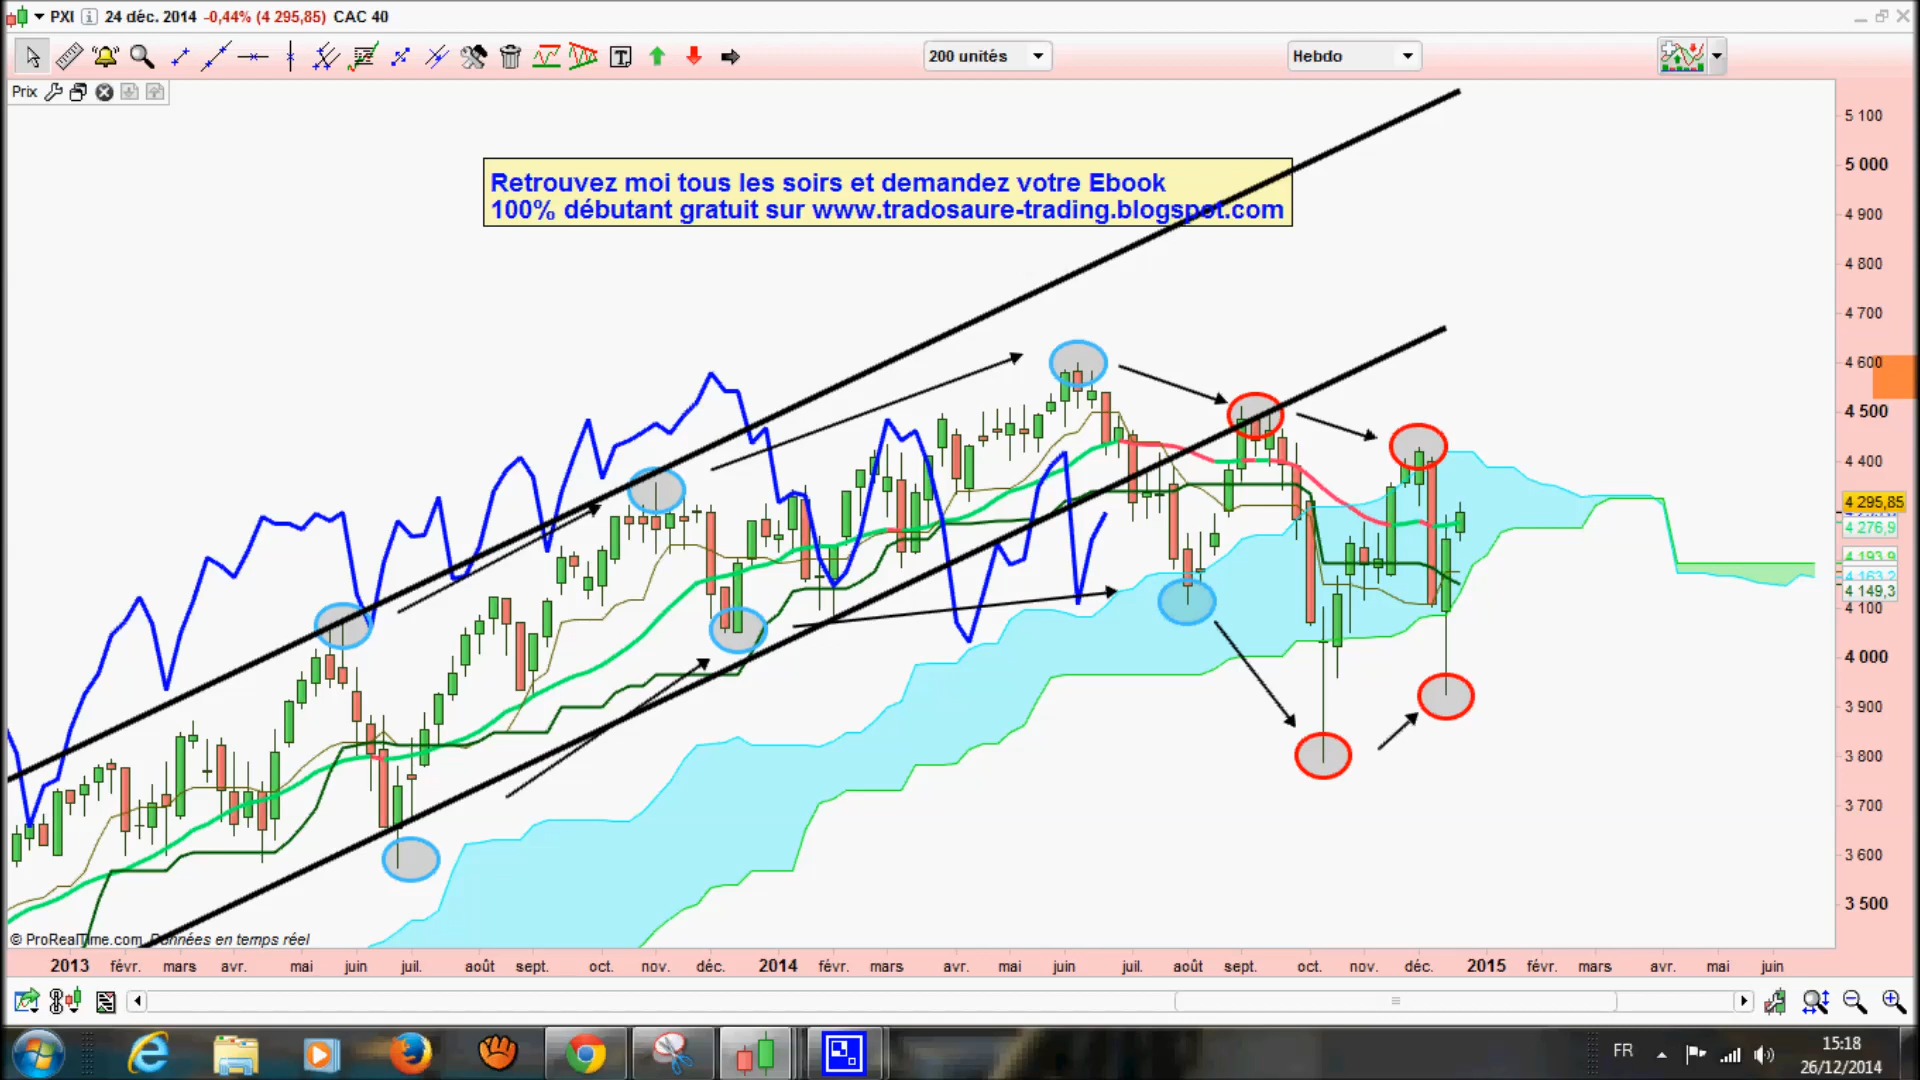 PXI 24 déc. 2014 -0,44% (4 295,85) CAC 40
200 unités
Hebdo
Prix
Retrouvez moi tous les soirs et demandez votre Ebook
100% débutant gratuit sur www.tradosaure-trading.blogspot.com
5 100
5 000
4 900
4 800
4 700
4 600
4 500
4 400
4 295,85
4 276,9
4 193,9
4 163,2
4 149,3
4 100
4 000
3 900
3 800
3 700
3 600
3 500
© ProRealTime.com Données en temps réel
2013 févr. mars avr. mai juin juil. août sept. oct. nov. déc. 2014 févr. mars avr. mai juin juil. août sept. oct. nov. déc. 2015 févr. mars avr. mai juin
FR
15:18
26/12/2014